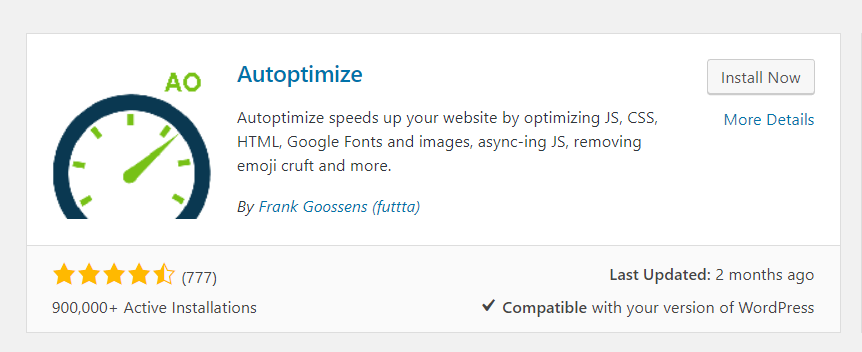 AO
Autoptimize
Install Now
More Details
Autoptimize speeds up your website by optimizing JS, CSS,
HTML, Google Fonts and images, async-ing JS, removing
emoji cruft and more.
By Frank Goossens (futtta)
(777)
Last Updated: 2 months ago
900,000+ Active Installations
Compatible with your version of WordPress